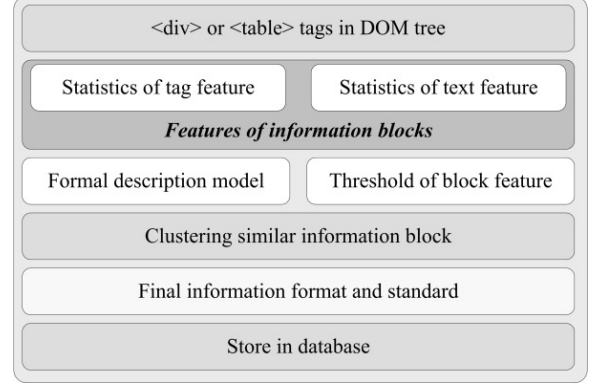 <div> or <table> tags in DOM tree
Statistics of tag feature
Statistics of text feature
Features of information blocks
Formal description model
Threshold of block feature
Clustering similar information block
Final information format and standard
Store in database